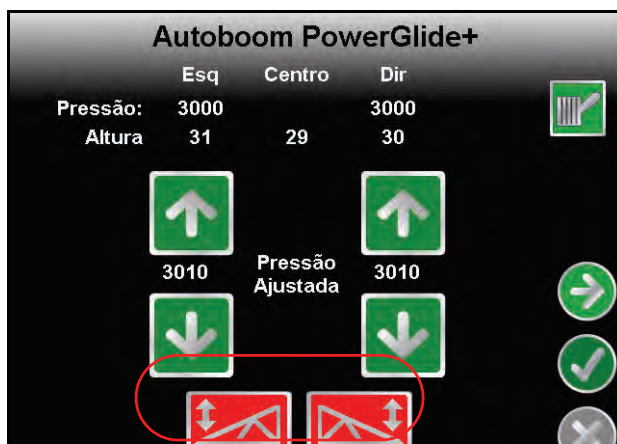 Autoboom PowerGlide+
Esq Centro Dir
Pressão: 3000 3000
Altura 31 29 30
3010 Pressão 3010
Ajustada